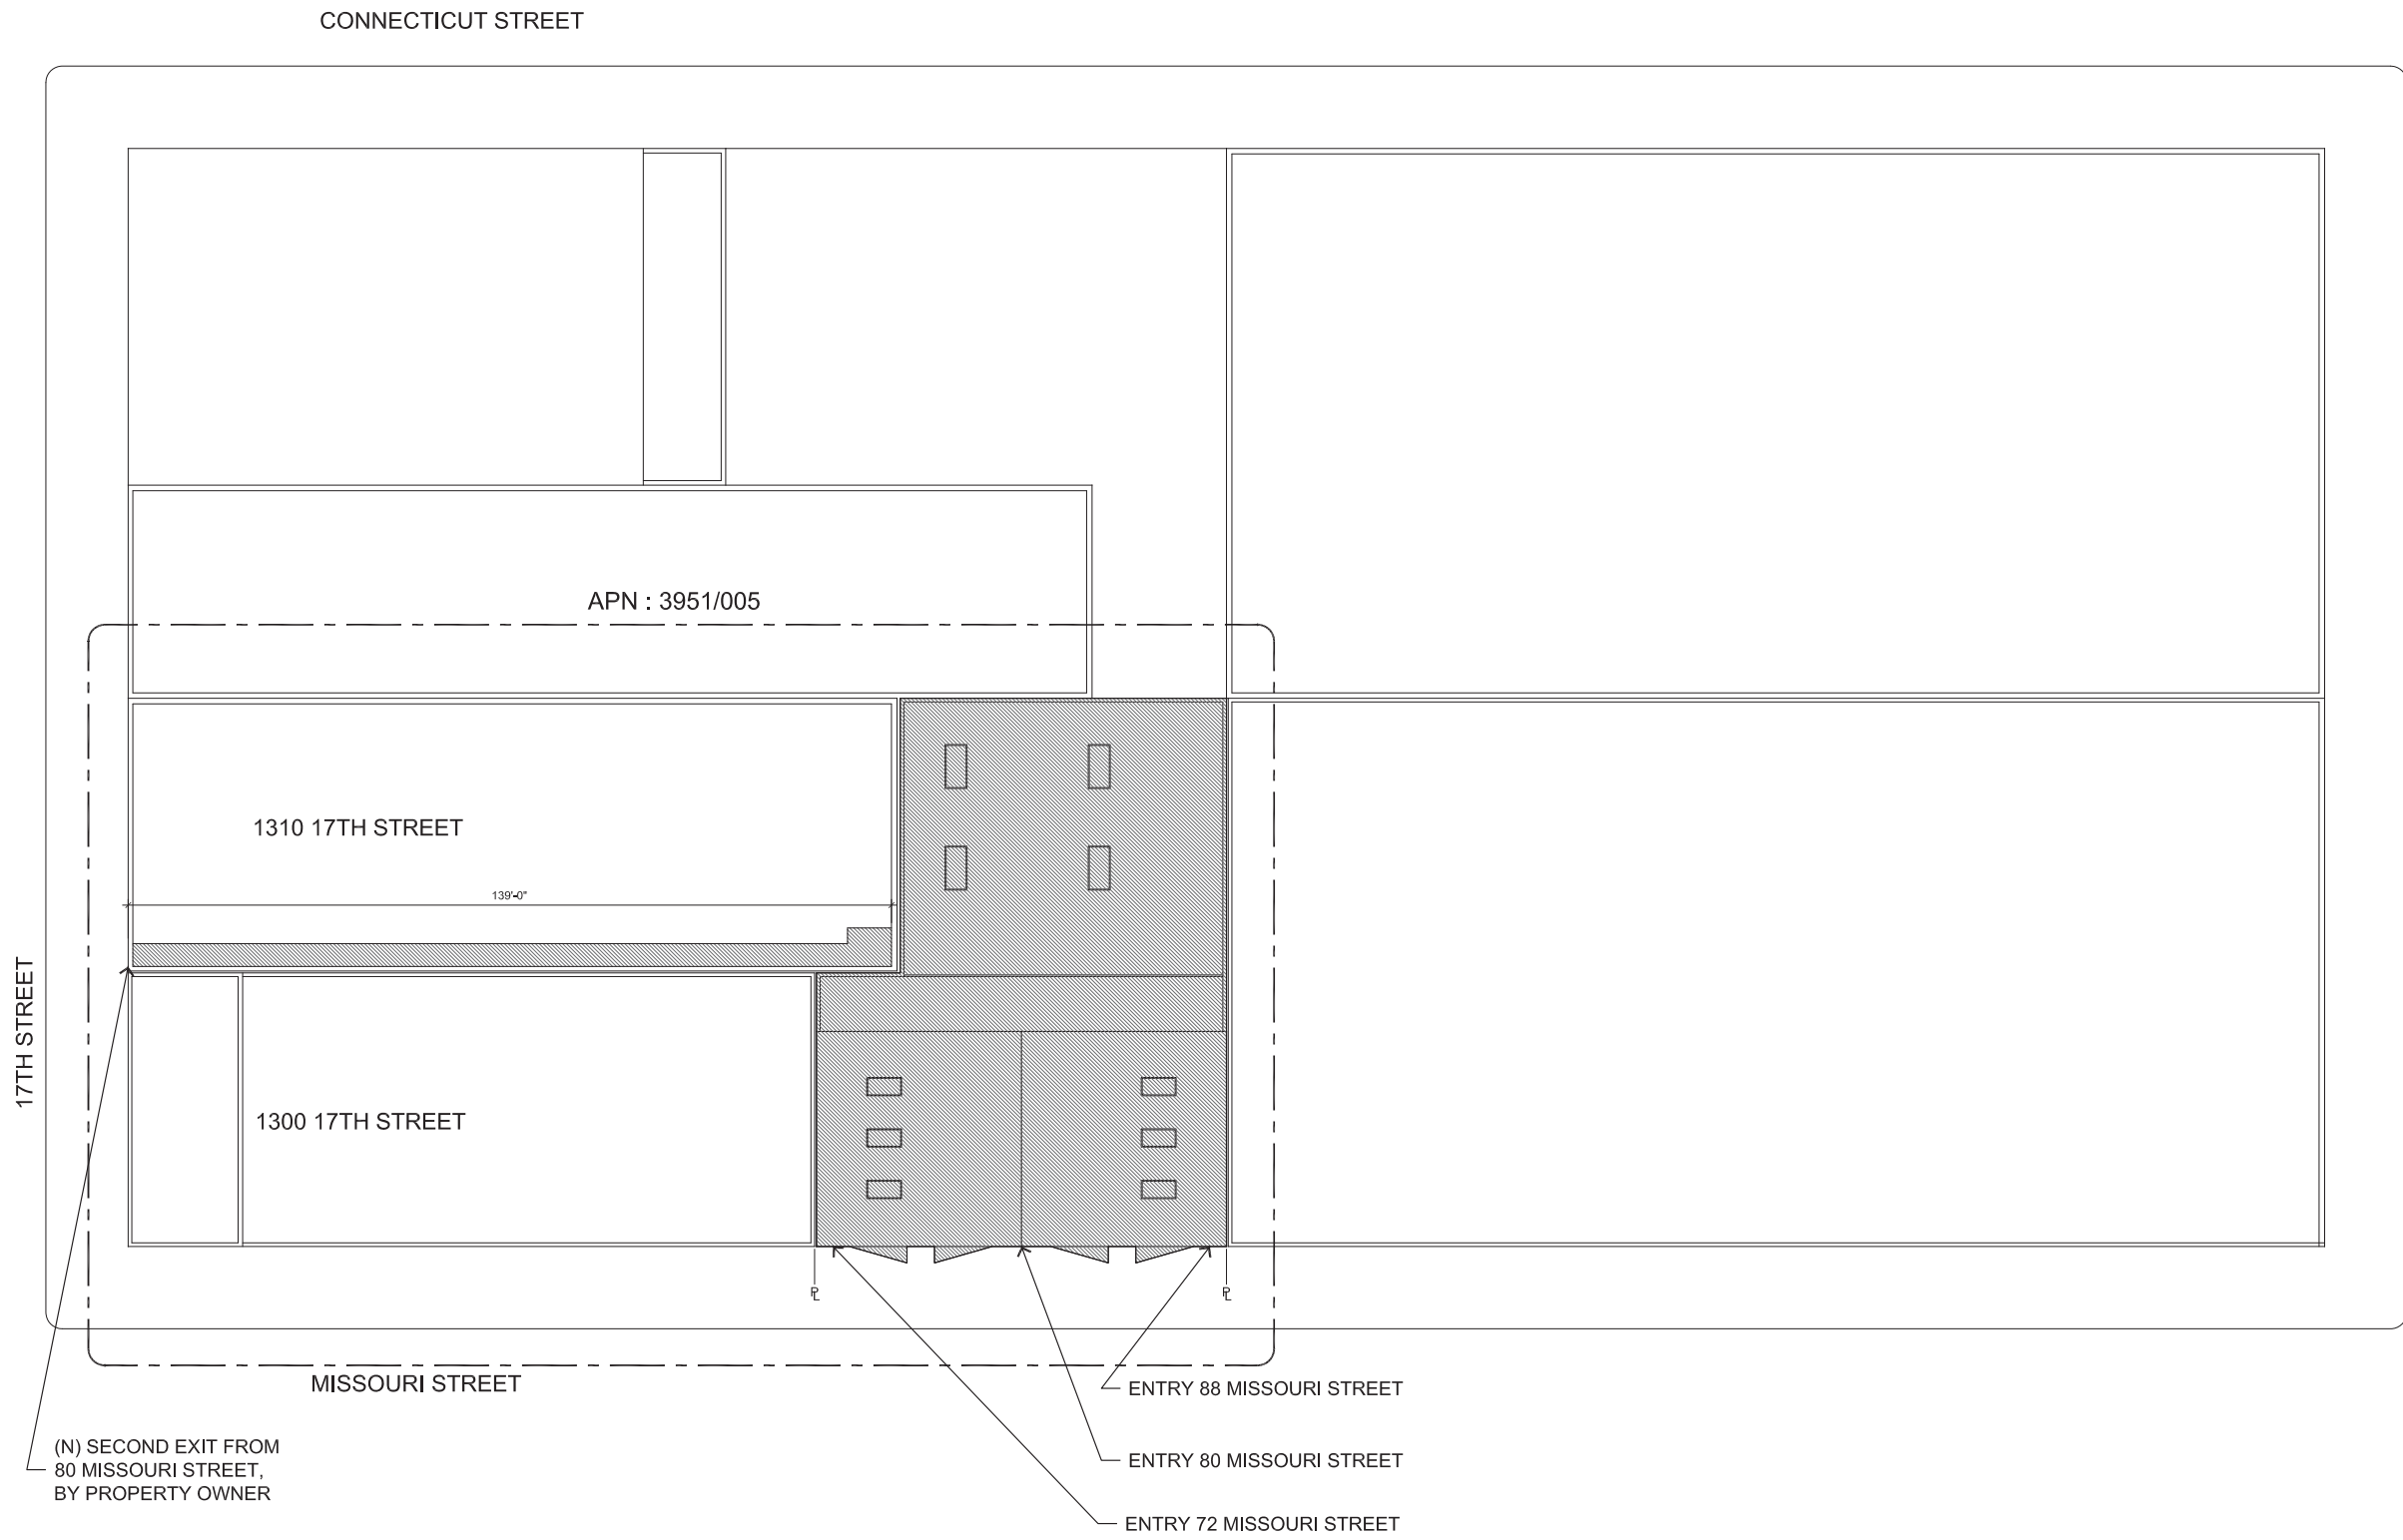 CONNECTICUT STREET
APN : 3951/005
1310 17TH STREET
139'-0"
17TH STREET
1300 17TH STREET
PL
PL
MISSOURI STREET
ENTRY 88 MISSOURI STREET
(N) SECOND EXIT FROM
80 MISSOURI STREET,
BY PROPERTY OWNER
ENTRY 80 MISSOURI STREET
ENTRY 72 MISSOURI STREET